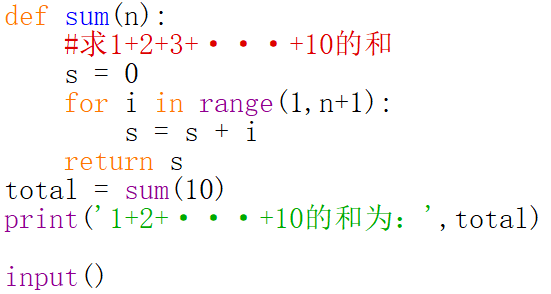 def sum(n):
    #求1+2+3+···+10的和
    s = 0
    for i in range(1,n+1):
        s = s + i
    return s
total = sum(10)
print('1+2+···+10的和为：',total)
input()